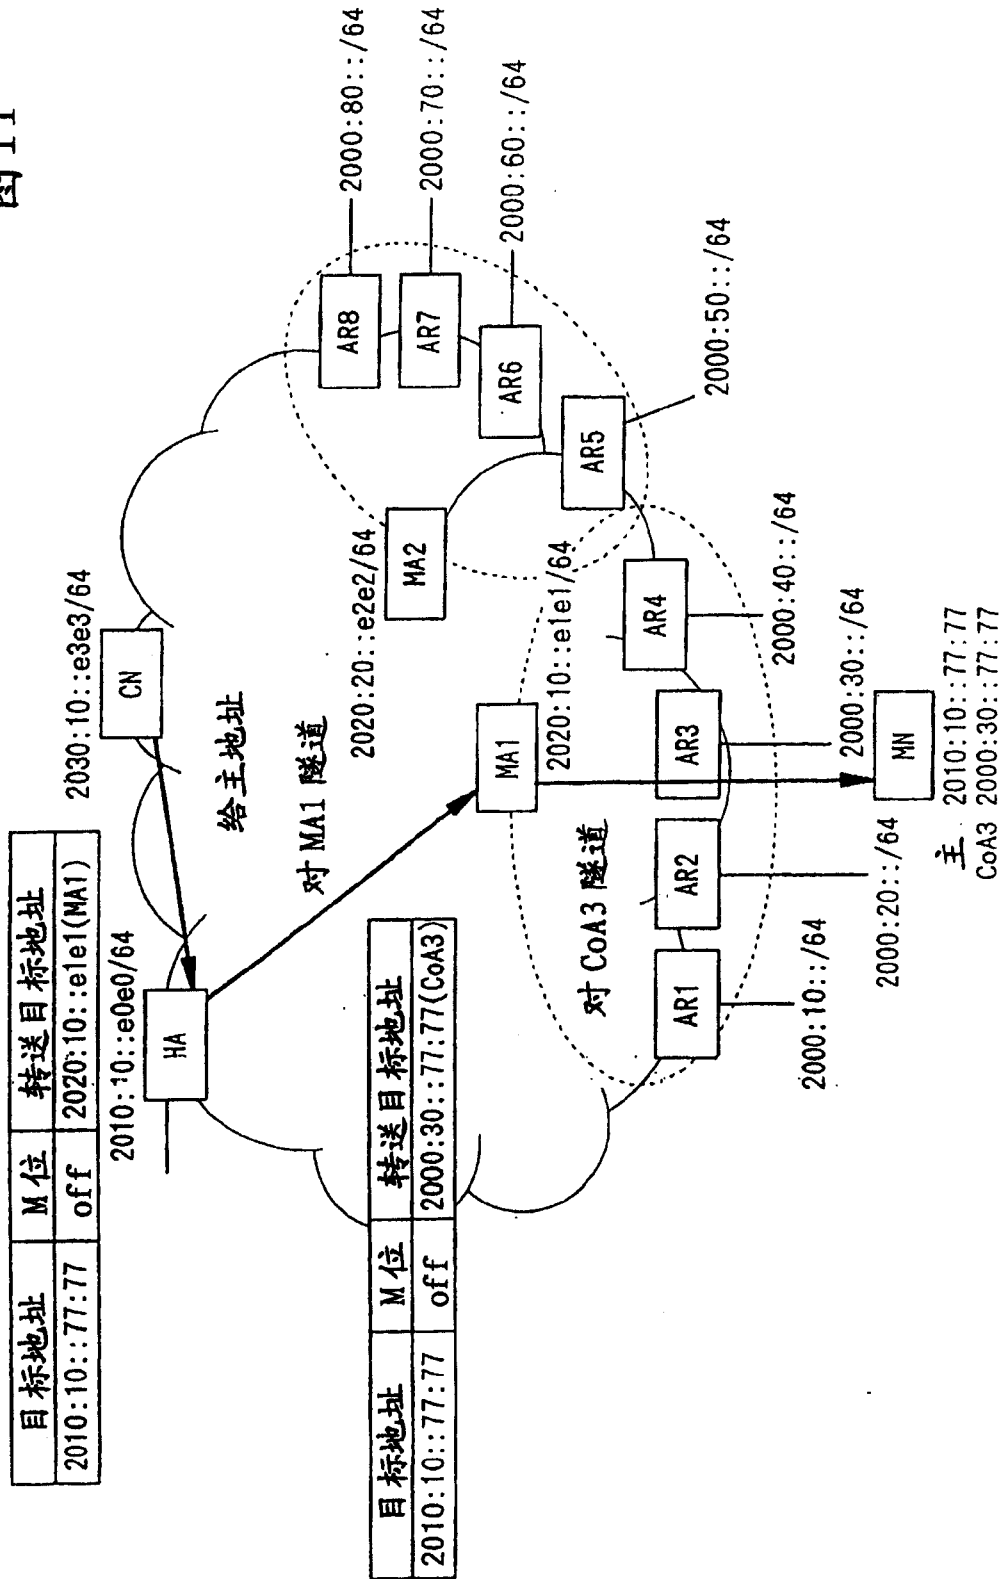 图11
目标地址 M位 转送目标地址
2010:10::77:77 off 2020:10::e1e1(MA1)
2010:10::e0e0/64
HA
2030:10::e3e3/64
CN
给主地址
对 MA1 隧道
目标地址 M位 转送目标地址
2010:10::77:77 off 2000:30::77:77(CoA3)
2020:20::e2e2/64
MA2
MA1
2020:10::e1e1/64
对 CoA3 隧道
AR8
2000:80::/64
AR7
2000:70::/64
AR6
2000:60::/64
AR5
2000:50::/64
AR4
2000:40::/64
AR3
2000:30::/64
AR2
2000:20::/64
AR1
2000:10::/64
MN
主 2010:10::77:77
CoA3 2000:30::77:77